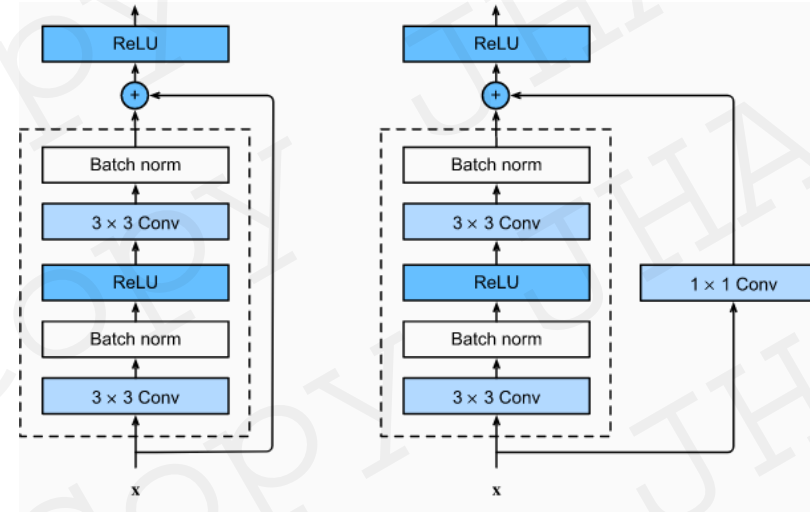 ReLU
+
Batch norm
3 × 3 Conv
ReLU
Batch norm
3 × 3 Conv
x
ReLU
+
Batch norm
3 × 3 Conv
ReLU
1 × 1 Conv
Batch norm
3 × 3 Conv
x